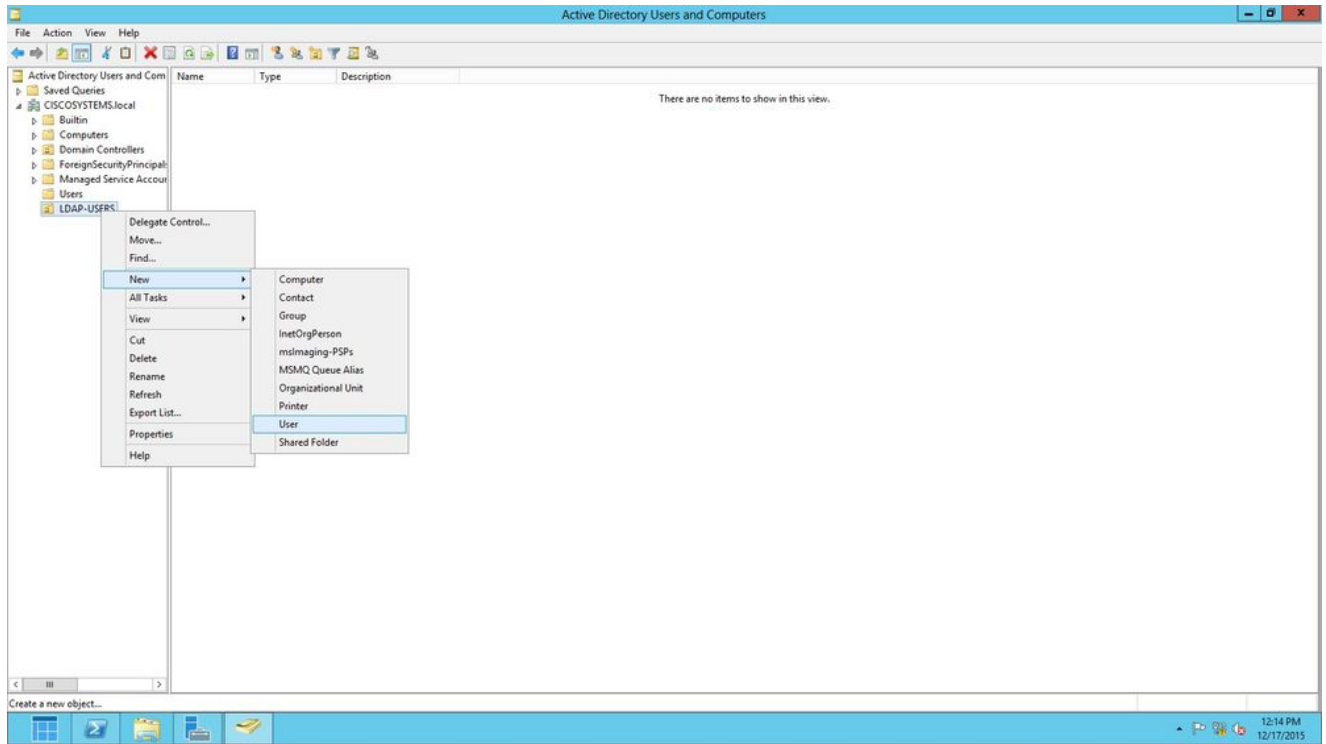 Active Directory Users and Computers
File Action View Help
Active Directory Users and Com
Saved Queries
CISCOSYSTEMS.local
Builtin
Computers
Domain Controllers
ForeignSecurityPrincipals
Managed Service Accour
Users
LDAP-USERS
Name Type Description
There are no items to show in this view.
Delegate Control...
Move...
Find...
New
All Tasks
View
Cut
Delete
Rename
Refresh
Export List...
Properties
Help
Computer
Contact
Group
InetOrgPerson
msImaging-PSPs
MSMQ Queue Alias
Organizational Unit
Printer
User
Shared Folder
Create a new object...
12:14 PM
12/17/2015